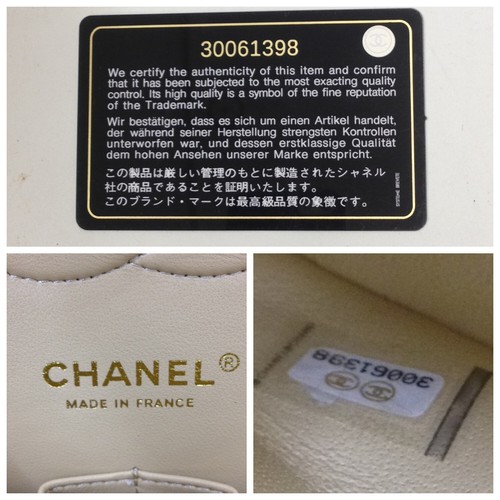 30061398
We certify the authenticity of this item and confirm
that it has been subjected to the most exacting quality
control. Its high quality is a symbol of the fine reputation
of the Trademark.
Wir bestätigen, dass es sich um einen Artikel handelt,
der während seiner Herstellung strengsten Kontrollen
unterworfen war, und dessen erstklassige Qualität
dem hohen Ansehen unserer Marke entspricht.
この製品は厳しい管理のもとに製造されたシャネル
社の商品であることを証明いたします。
このブランド・マークは最高級品質の象徴です。
CHANEL®
MADE IN FRANCE
30061398